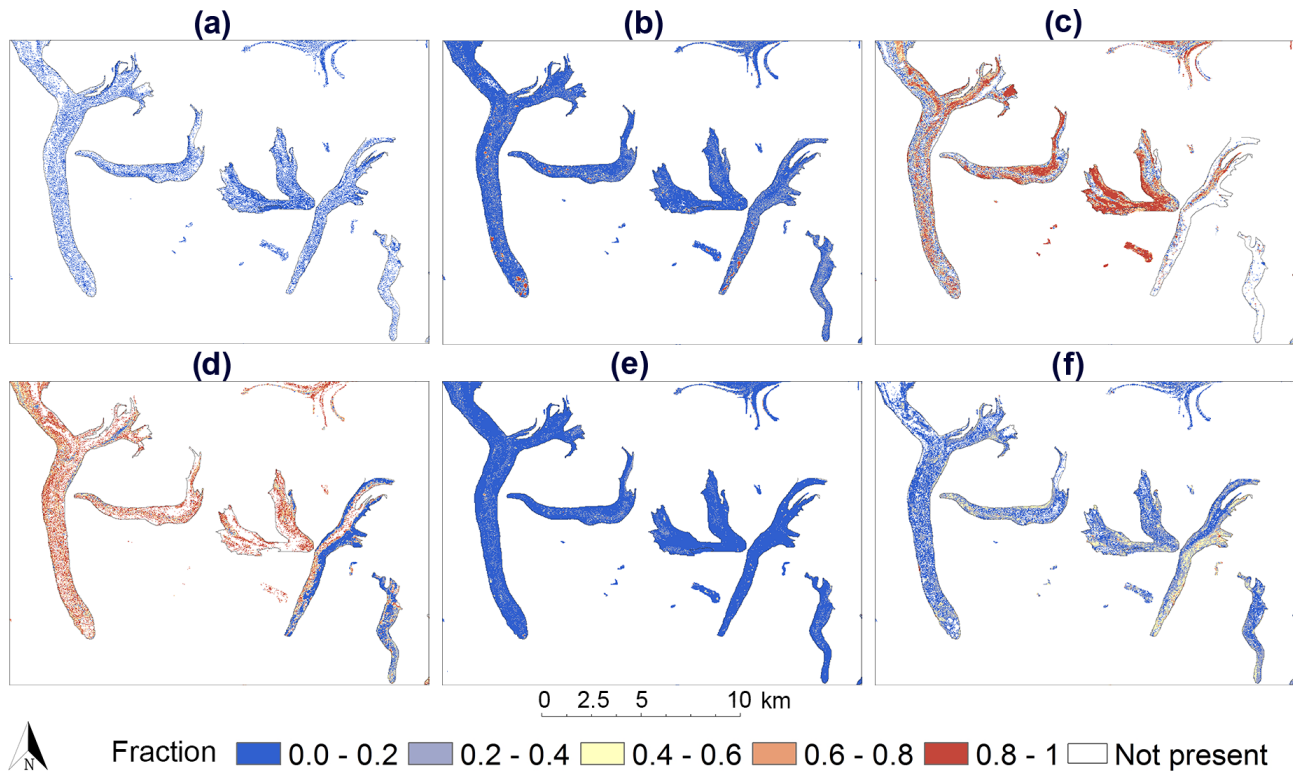 (a) (b) (c)
(d) (e) (f)
0 2.5 5 10 km
N Fraction 0.0 - 0.2 0.2 - 0.4 0.4 - 0.6 0.6 - 0.8 0.8 - 1 Not present